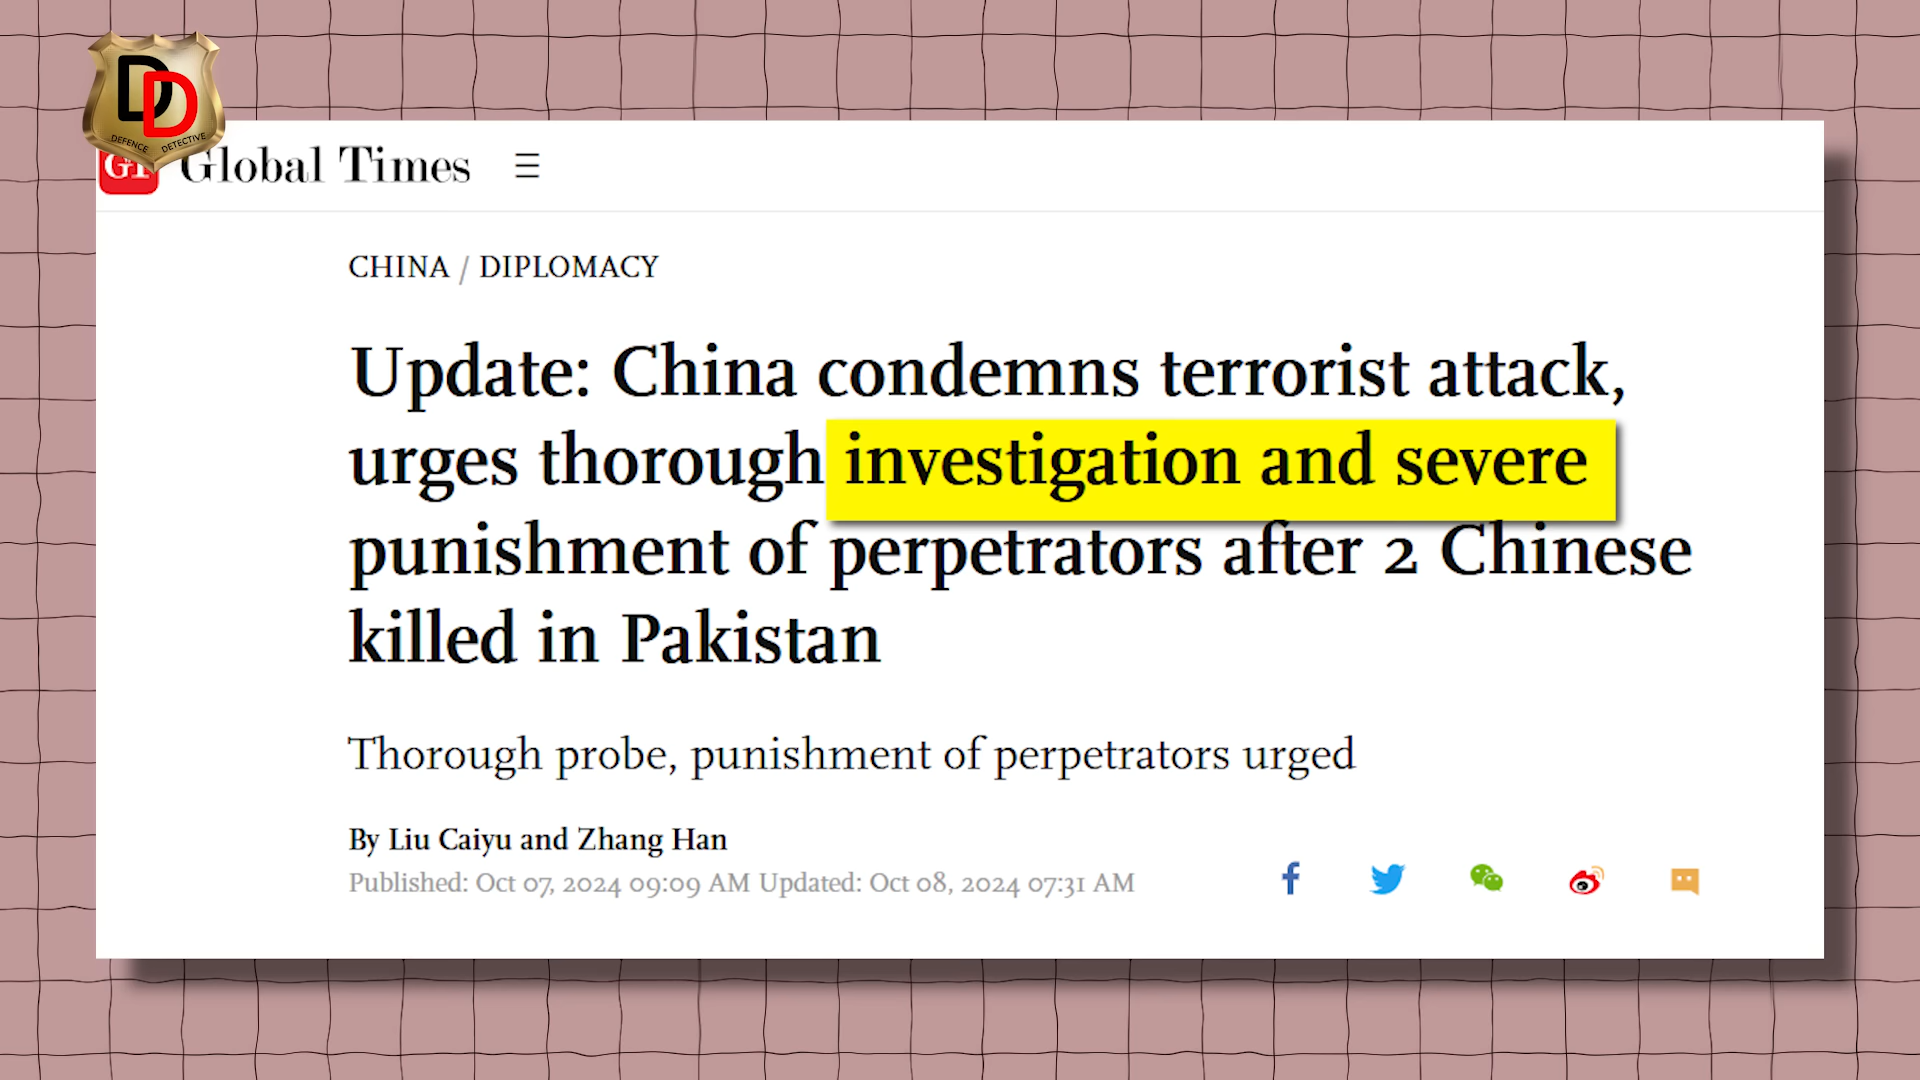 DD
DEFENCE DETECTIVE
GT Global Times
CHINA / DIPLOMACY
Update: China condemns terrorist attack,
urges thorough investigation and severe
punishment of perpetrators after 2 Chinese
killed in Pakistan
Thorough probe, punishment of perpetrators urged
By Liu Caiyu and Zhang Han
Published: Oct 07, 2024 09:09 AM Updated: Oct 08, 2024 07:31 AM